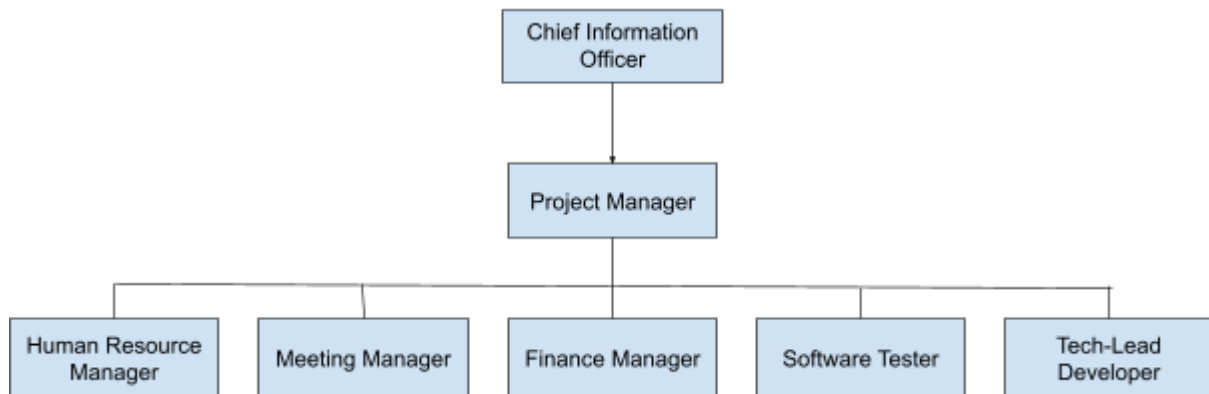 Chief Information
Officer
Project Manager
Human Resource
Manager
Meeting Manager
Finance Manager
Software Tester
Tech-Lead
Developer